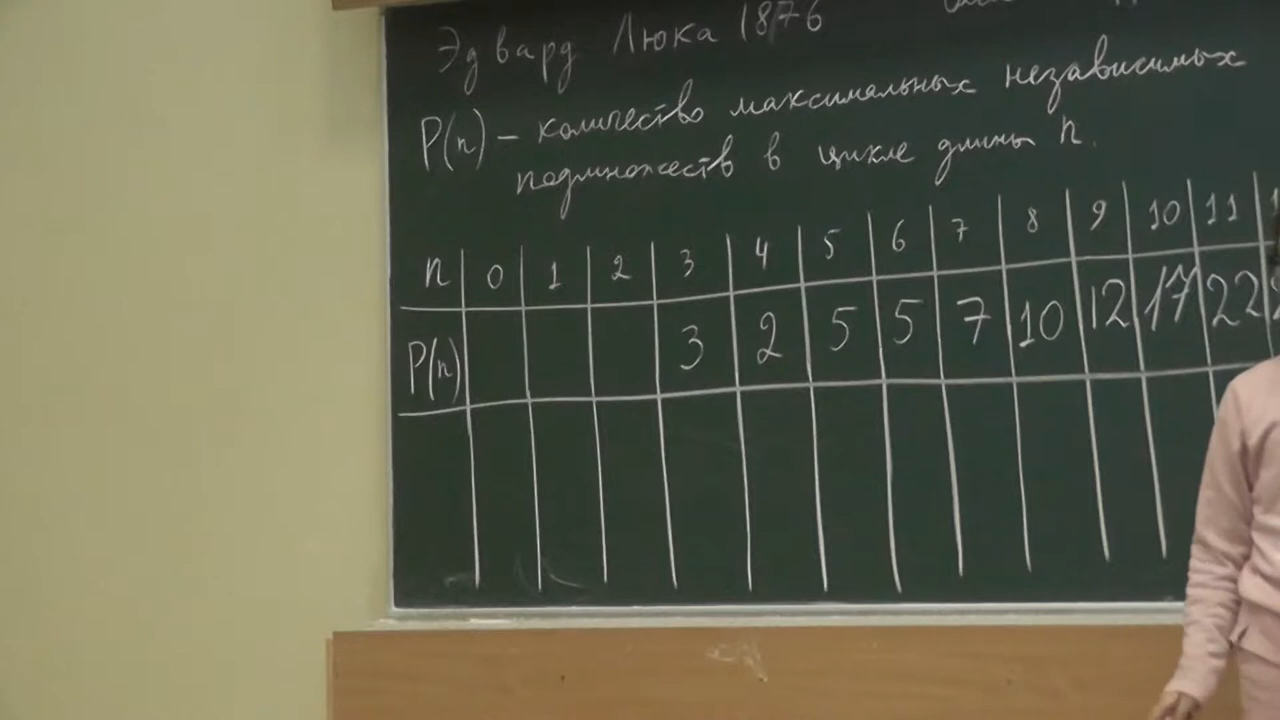 Эдвард Люка 1876
P(n) – количество максимальных независимых
подмножеств в цикле длины n.
n 0 1 2 3 4 5 6 7 8 9 10 11
P(n) 3 2 5 5 7 10 12 17 22